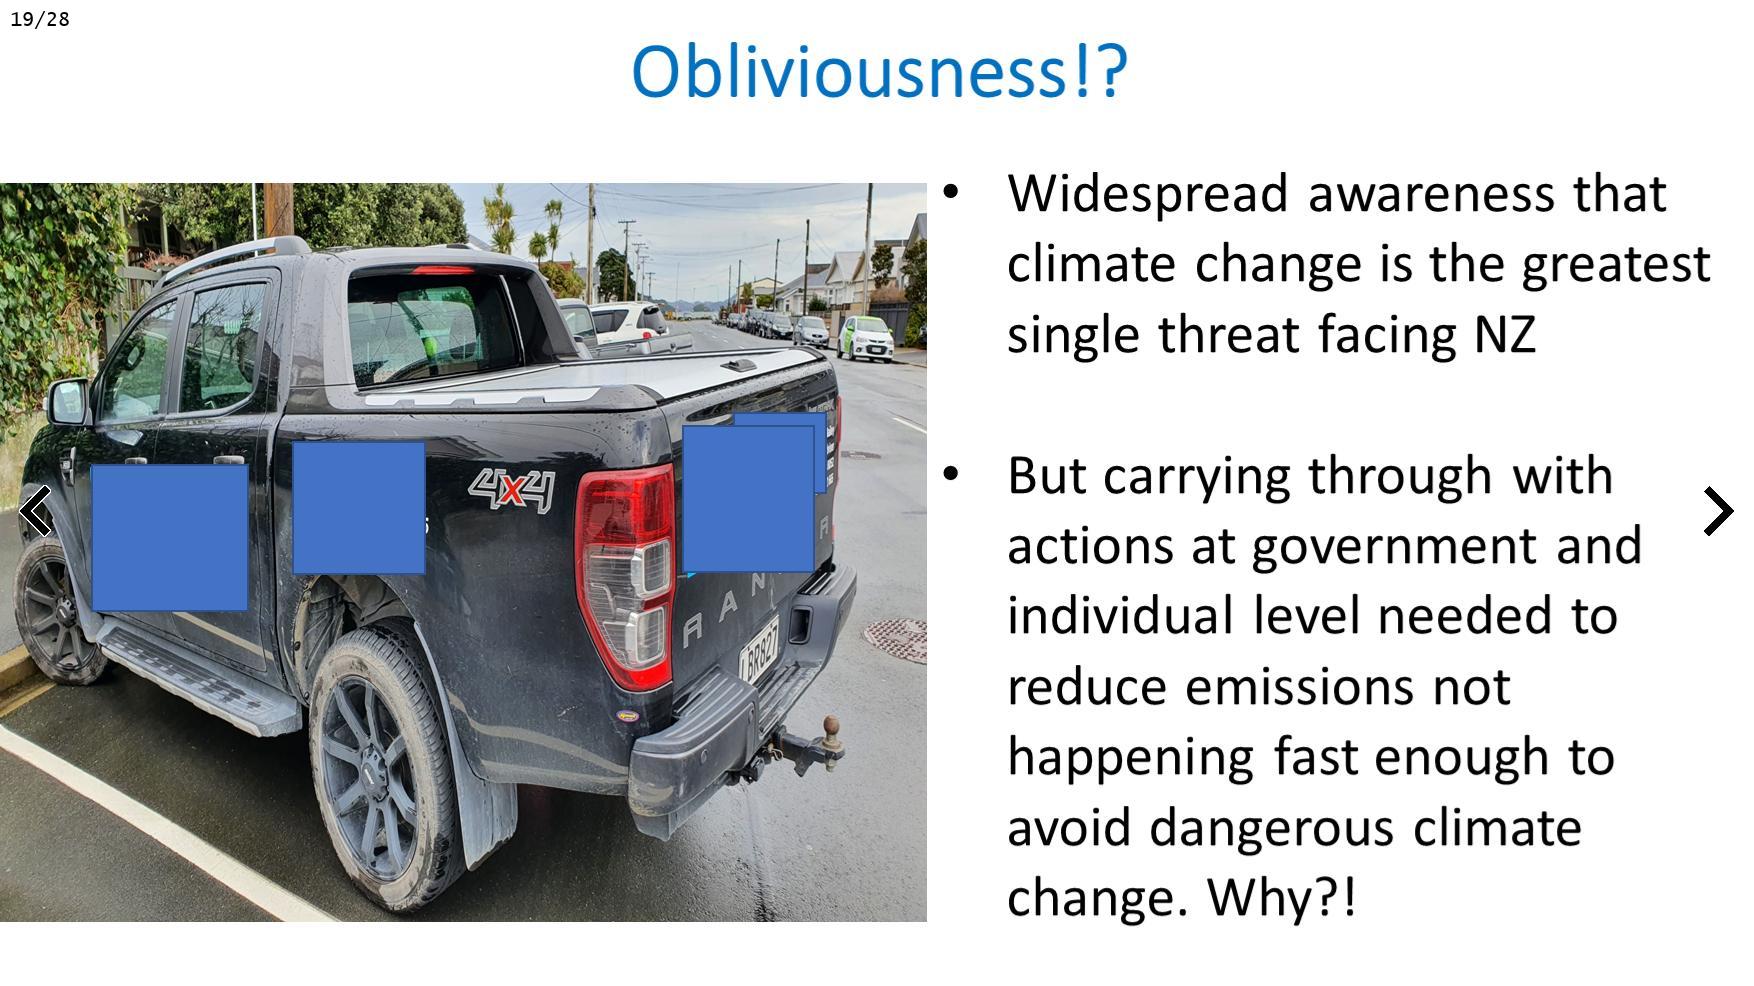 19/28
Obliviousness!?
• Widespread awareness that
climate change is the greatest
single threat facing NZ
• But carrying through with
actions at government and
individual level needed to
reduce emissions not
happening fast enough to
avoid dangerous climate
change. Why?!
4x4
R A N
R
LBR827